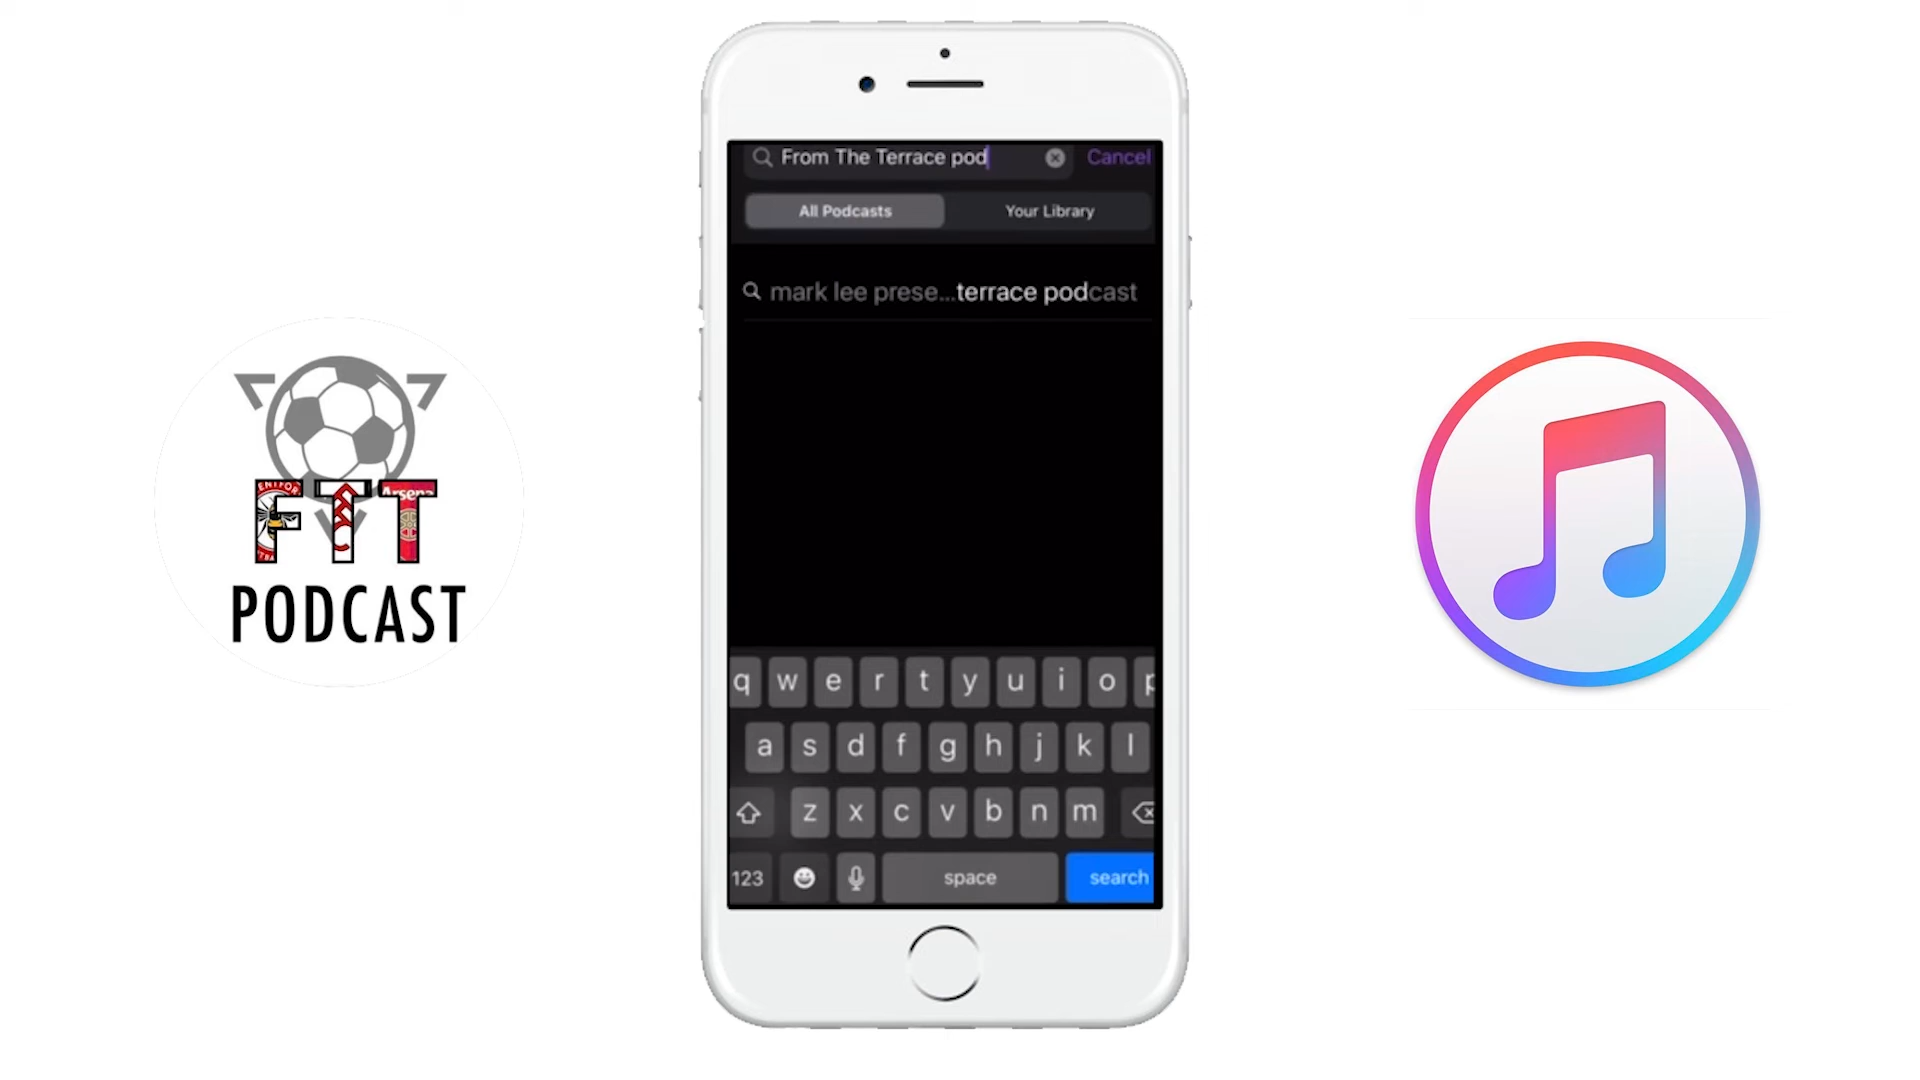 From The Terrace pod
Cancel
All Podcasts
Your Library
mark lee prese...terrace podcast
FTT
PODCAST
q w e r t y u i o p
a s d f g h j k l
z x c v b n m
123
space
search